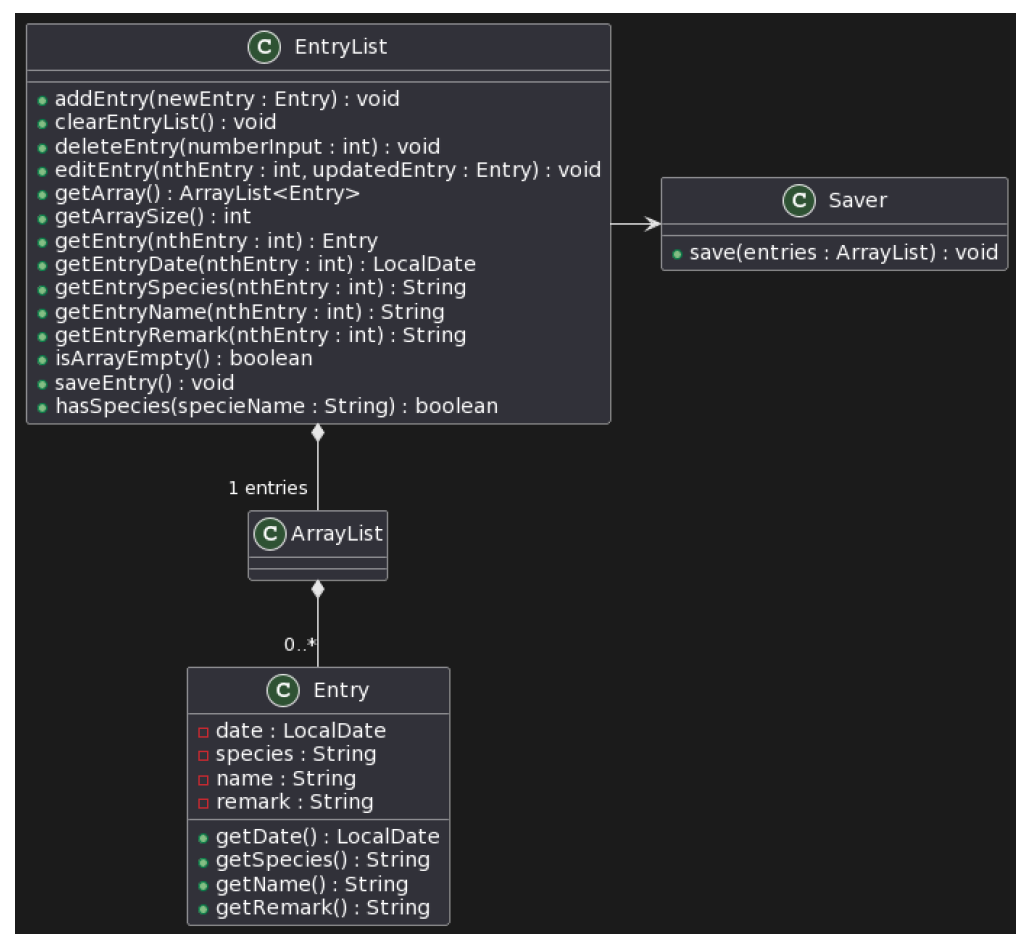 C EntryList
addEntry(newEntry : Entry) : void
clearEntryList() : void
deleteEntry(numberInput : int) : void
editEntry(nthEntry : int, updatedEntry : Entry) : void
getArray() : ArrayList<Entry>
getArraySize() : int
getEntry(nthEntry : int) : Entry
getEntryDate(nthEntry : int) : LocalDate
getEntrySpecies(nthEntry : int) : String
getEntryName(nthEntry : int) : String
getEntryRemark(nthEntry : int) : String
isArrayEmpty() : boolean
saveEntry() : void
hasSpecies(specieName : String) : boolean
C Saver
save(entries : ArrayList) : void
1 entries
C ArrayList
0..*
C Entry
date : LocalDate
species : String
name : String
remark : String
getDate() : LocalDate
getSpecies() : String
getName() : String
getRemark() : String